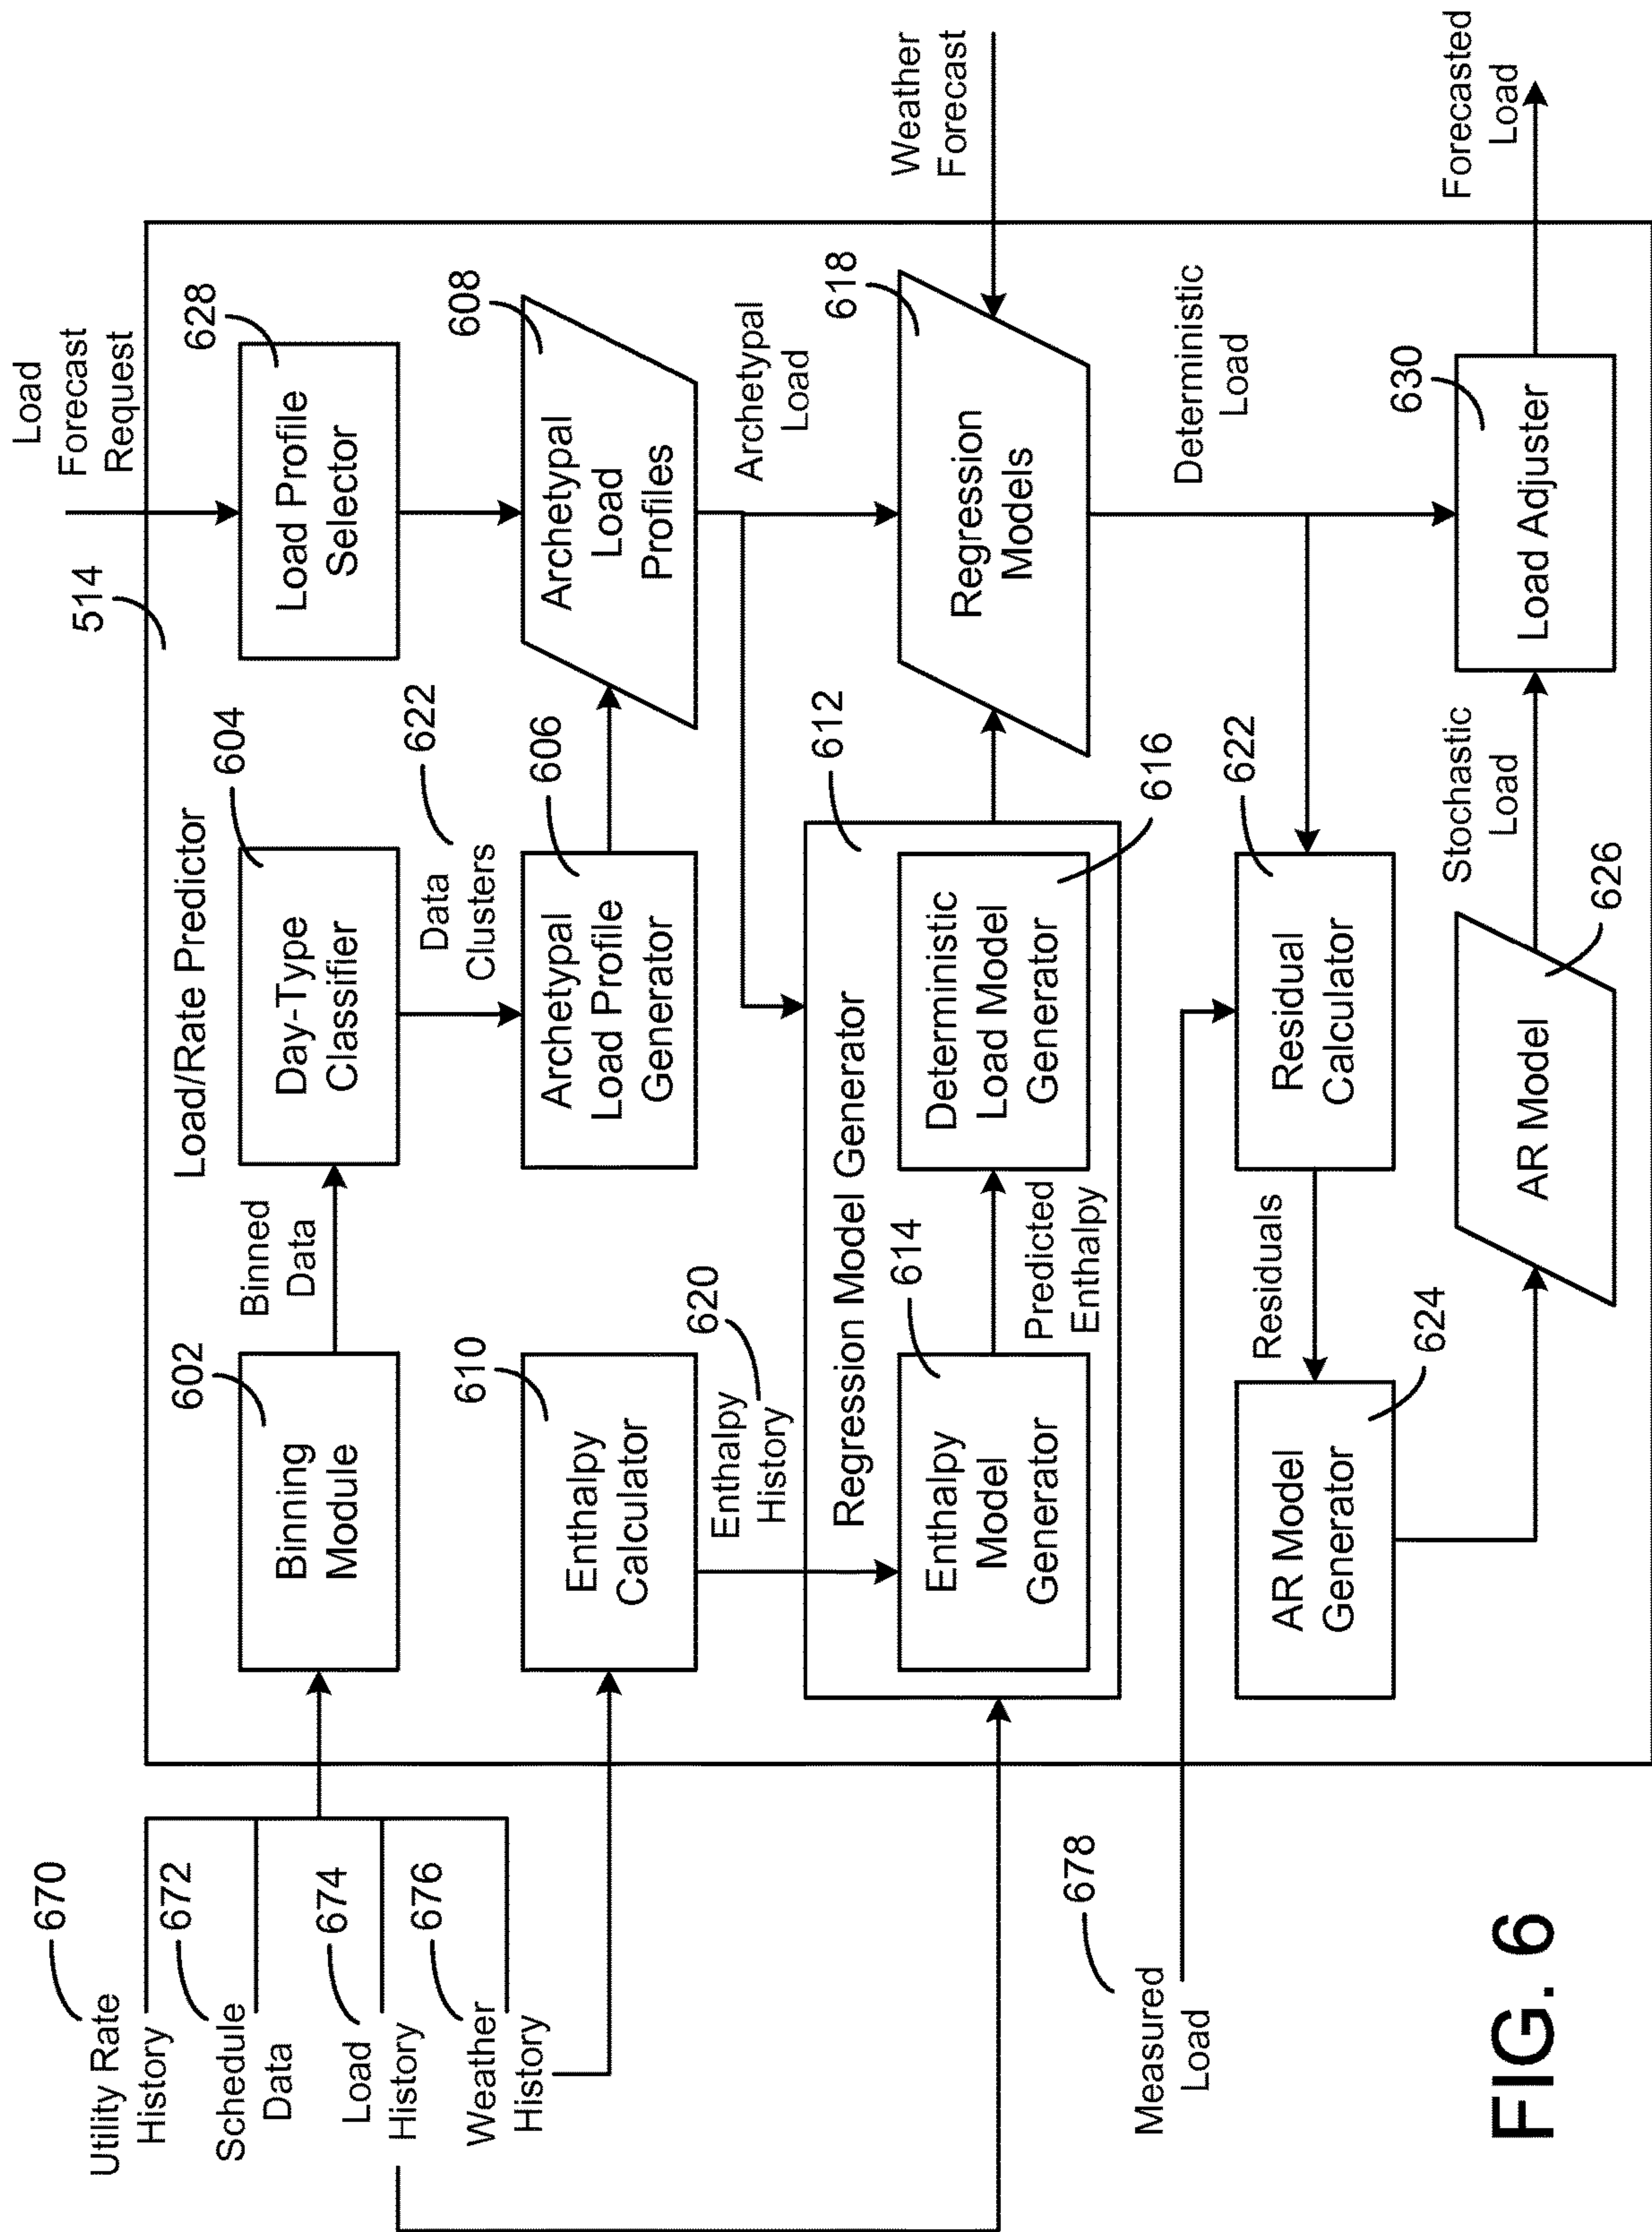 Utility Rate
History
670
Schedule
Data
672
Load
History
674
Weather
History
676
Measured
Load
678
Load
Forecast
Request
514
Load/Rate Predictor
602
Binning
Module
Binned
Data
604
Day-Type
Classifier
628
Load Profile
Selector
Data
Clusters
622
610
Enthalpy
Calculator
606
Archetypal
Load Profile
Generator
608
Archetypal
Load
Profiles
Enthalpy
History
620
Archetypal
Load
612
Regression Model Generator
614
Enthalpy
Model
Generator
Predicted
Enthalpy
Deterministic
Load Model
Generator
616
618
Regression
Models
Weather
Forecast
Deterministic
Load
AR Model
Generator
624
Residuals
622
Residual
Calculator
AR Model
626
Stochastic
Load
630
Load Adjuster
Forecasted
Load
FIG. 6